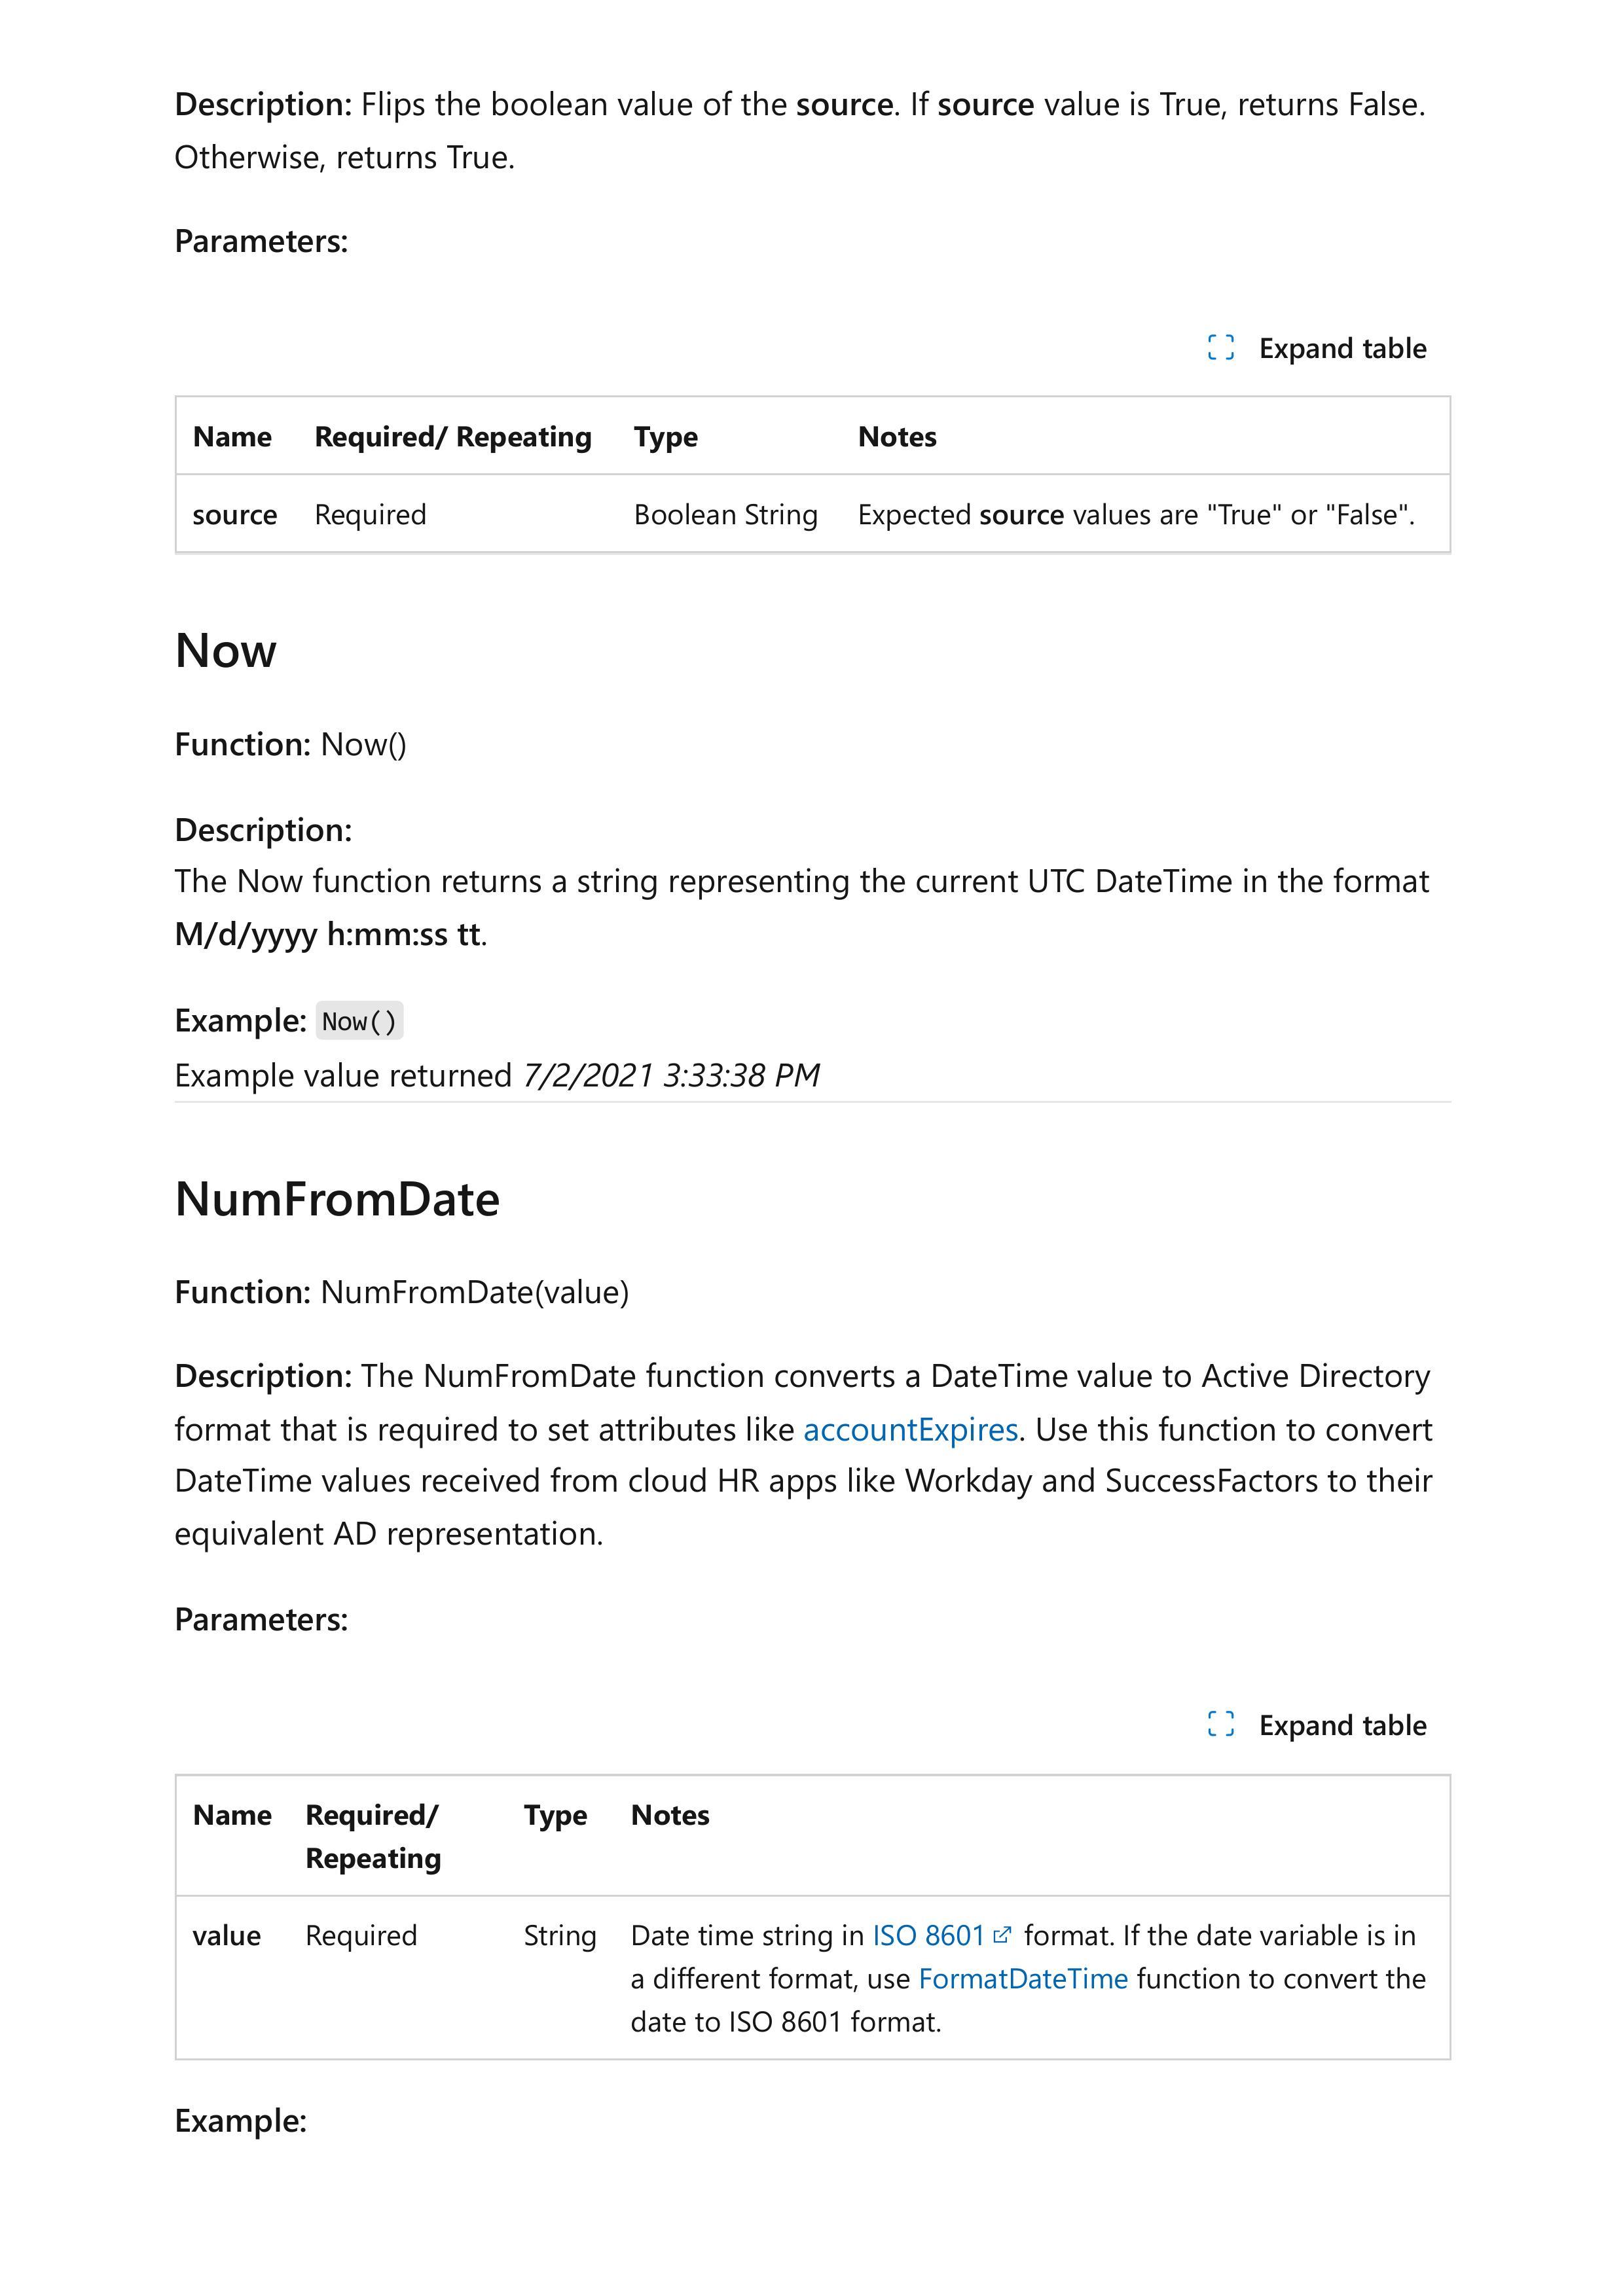 Description: Flips the boolean value of the source. If source value is True, returns False.
Otherwise, returns True.
Parameters:
Expand table
Name Required/ Repeating Type Notes
source Required Boolean String Expected source values are "True" or "False".
Now
Function: Now()
Description:
The Now function returns a string representing the current UTC DateTime in the format
M/d/yyyy h:mm:ss tt.
Example: Now()
Example value returned 7/2/2021 3:33:38 PM
NumFromDate
Function: NumFromDate(value)
Description: The NumFromDate function converts a DateTime value to Active Directory
format that is required to set attributes like accountExpires. Use this function to convert
DateTime values received from cloud HR apps like Workday and SuccessFactors to their
equivalent AD representation.
Parameters:
Expand table
Name Required/ Type Notes
Repeating
value Required String Date time string in ISO 8601 format. If the date variable is in
a different format, use FormatDateTime function to convert the
date to ISO 8601 format.
Example: